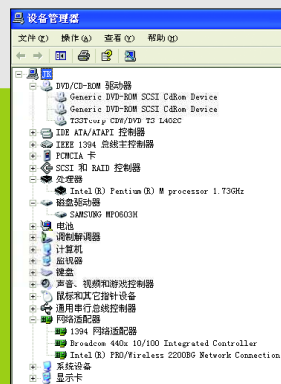 设备管理器
文件(F) 操作(A) 查看(V) 帮助(H)
JK
DVD/CD-ROM 驱动器
Generic DVD-ROM SCSI CdRom Device
Generic DVD-ROM SCSI CdRom Device
TSSTcorp CDW/DVD TS L402C
IDE ATA/ATAPI 控制器
IEEE 1394 总线主控制器
PCMCIA 卡
SCSI 和 RAID 控制器
处理器
Intel(R) Pentium(R) M processor 1.73GHz
磁盘驱动器
SAMSUNG MP0603H
电池
调制解调器
计算机
监视器
键盘
声音、视频和游戏控制器
鼠标和其它指针设备
通用串行总线控制器
网络适配器
1394 网络适配器
Broadcom 440x 10/100 Integrated Controller
Intel(R) PRO/Wireless 2200BG Network Connection
系统设备
显示卡